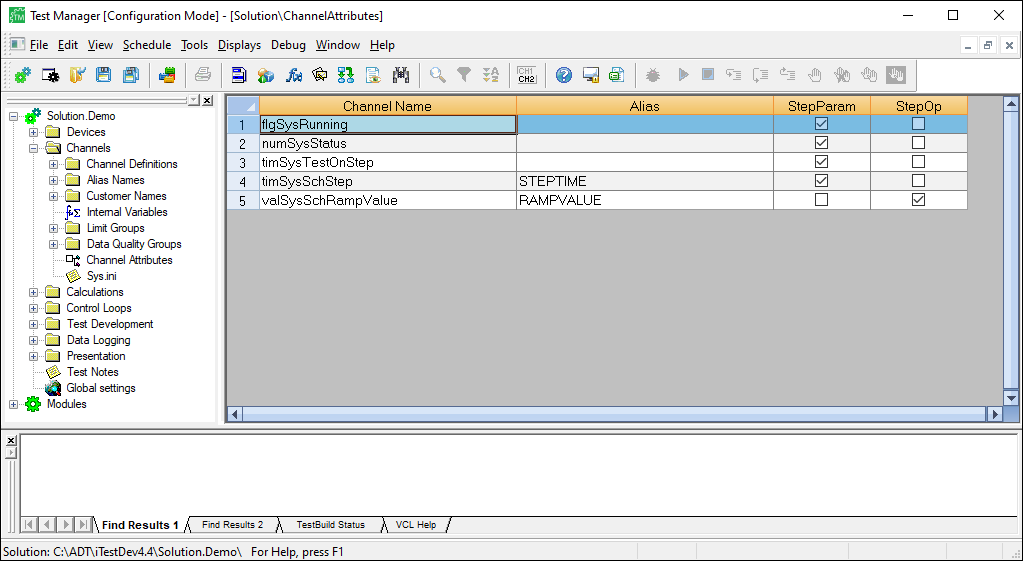 TM
Test Manager [Configuration Mode] - [Solution\ChannelAttributes]
File Edit View Schedule Tools Displays Debug Window Help
CH1
CH2
Solution.Demo
Devices
Channels
Channel Definitions
Alias Names
Customer Names
Internal Variables
Limit Groups
Data Quality Groups
Channel Attributes
Sys.ini
Calculations
Control Loops
Test Development
Data Logging
Presentation
Test Notes
Global settings
Modules
Channel Name Alias StepParam StepOp
1 flgSysRunning
2 numSysStatus
3 timSysTestOnStep
4 timSysSchStep STEPTIME
5 valSysSchRampValue RAMPVALUE
Find Results 1 Find Results 2 TestBuild Status VCL Help
Solution: C:\ADT\iTestDev4.4\Solution.Demo\ For Help, press F1